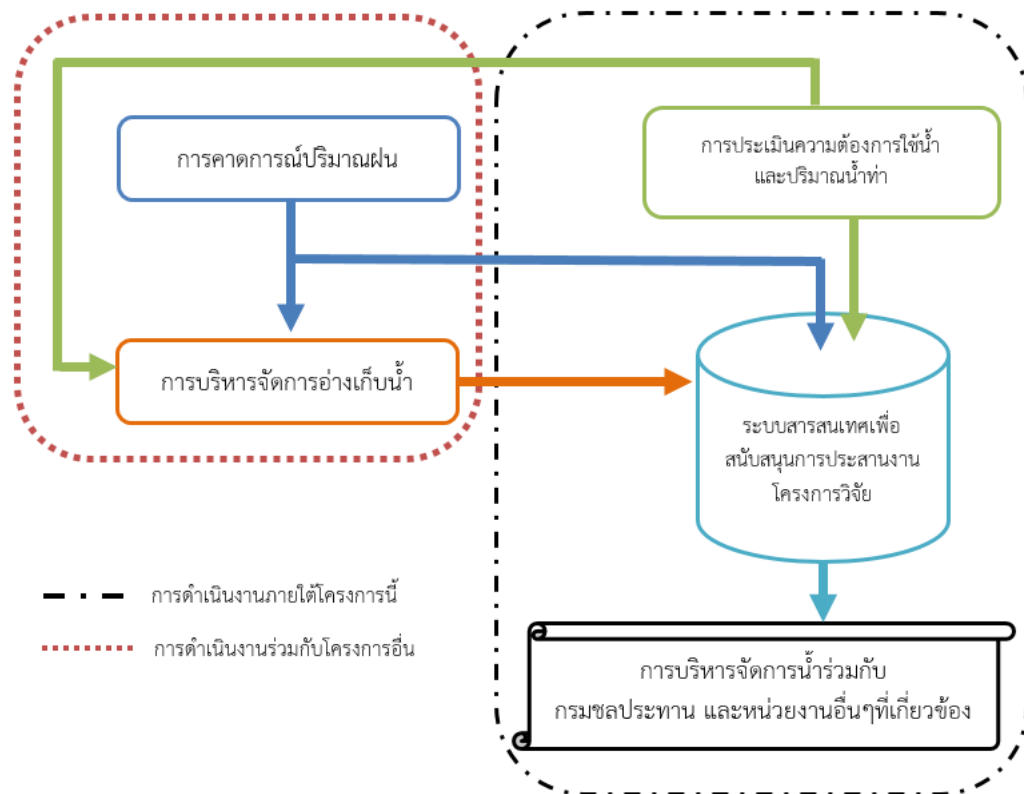 การคาดการณ์ปริมาณฝน
การประเมินความต้องการใช้น้ำ
และปริมาณน้ำท่า
การบริหารจัดการอ่างเก็บน้ำ
ระบบสารสนเทศเพื่อ
สนับสนุนการประสานงาน
โครงการวิจัย
การดำเนินงานภายใต้โครงการนี้
การดำเนินงานร่วมกับโครงการอื่น
การบริหารจัดการน้ำร่วมกับ
กรมชลประทาน และหน่วยงานอื่นๆที่เกี่ยวข้อง